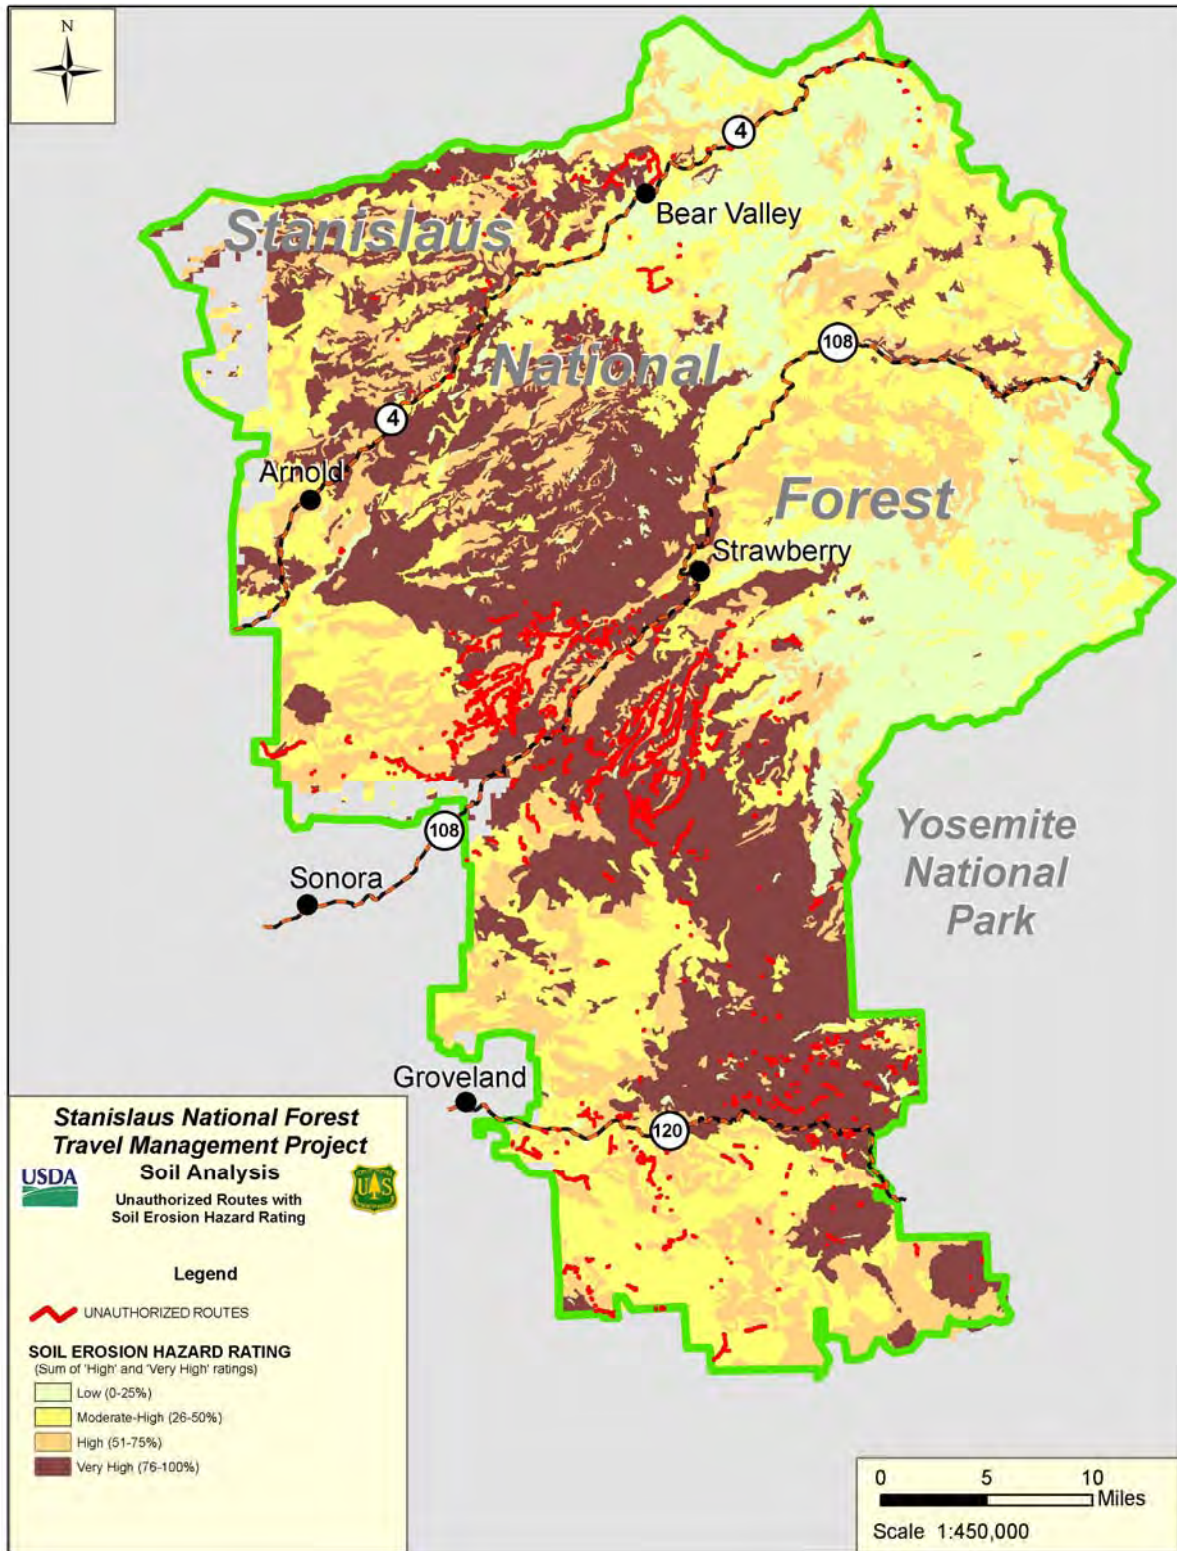 N
4
Bear Valley
Stanislaus
108
National
4
Arnold
Forest
Strawberry
Yosemite
National
Park
108
Sonora
Groveland
120
Stanislaus National Forest
Travel Management Project
USDA
Soil Analysis
UAS
Unauthorized Routes with
Soil Erosion Hazard Rating
Legend
UNAUTHORIZED ROUTES
SOIL EROSION HAZARD RATING
(Sum of 'High' and 'Very High' ratings)
Low (0-25%)
Moderate-High (26-50%)
High (51-75%)
Very High (76-100%)
0 5 10
Miles
Scale 1:450,000